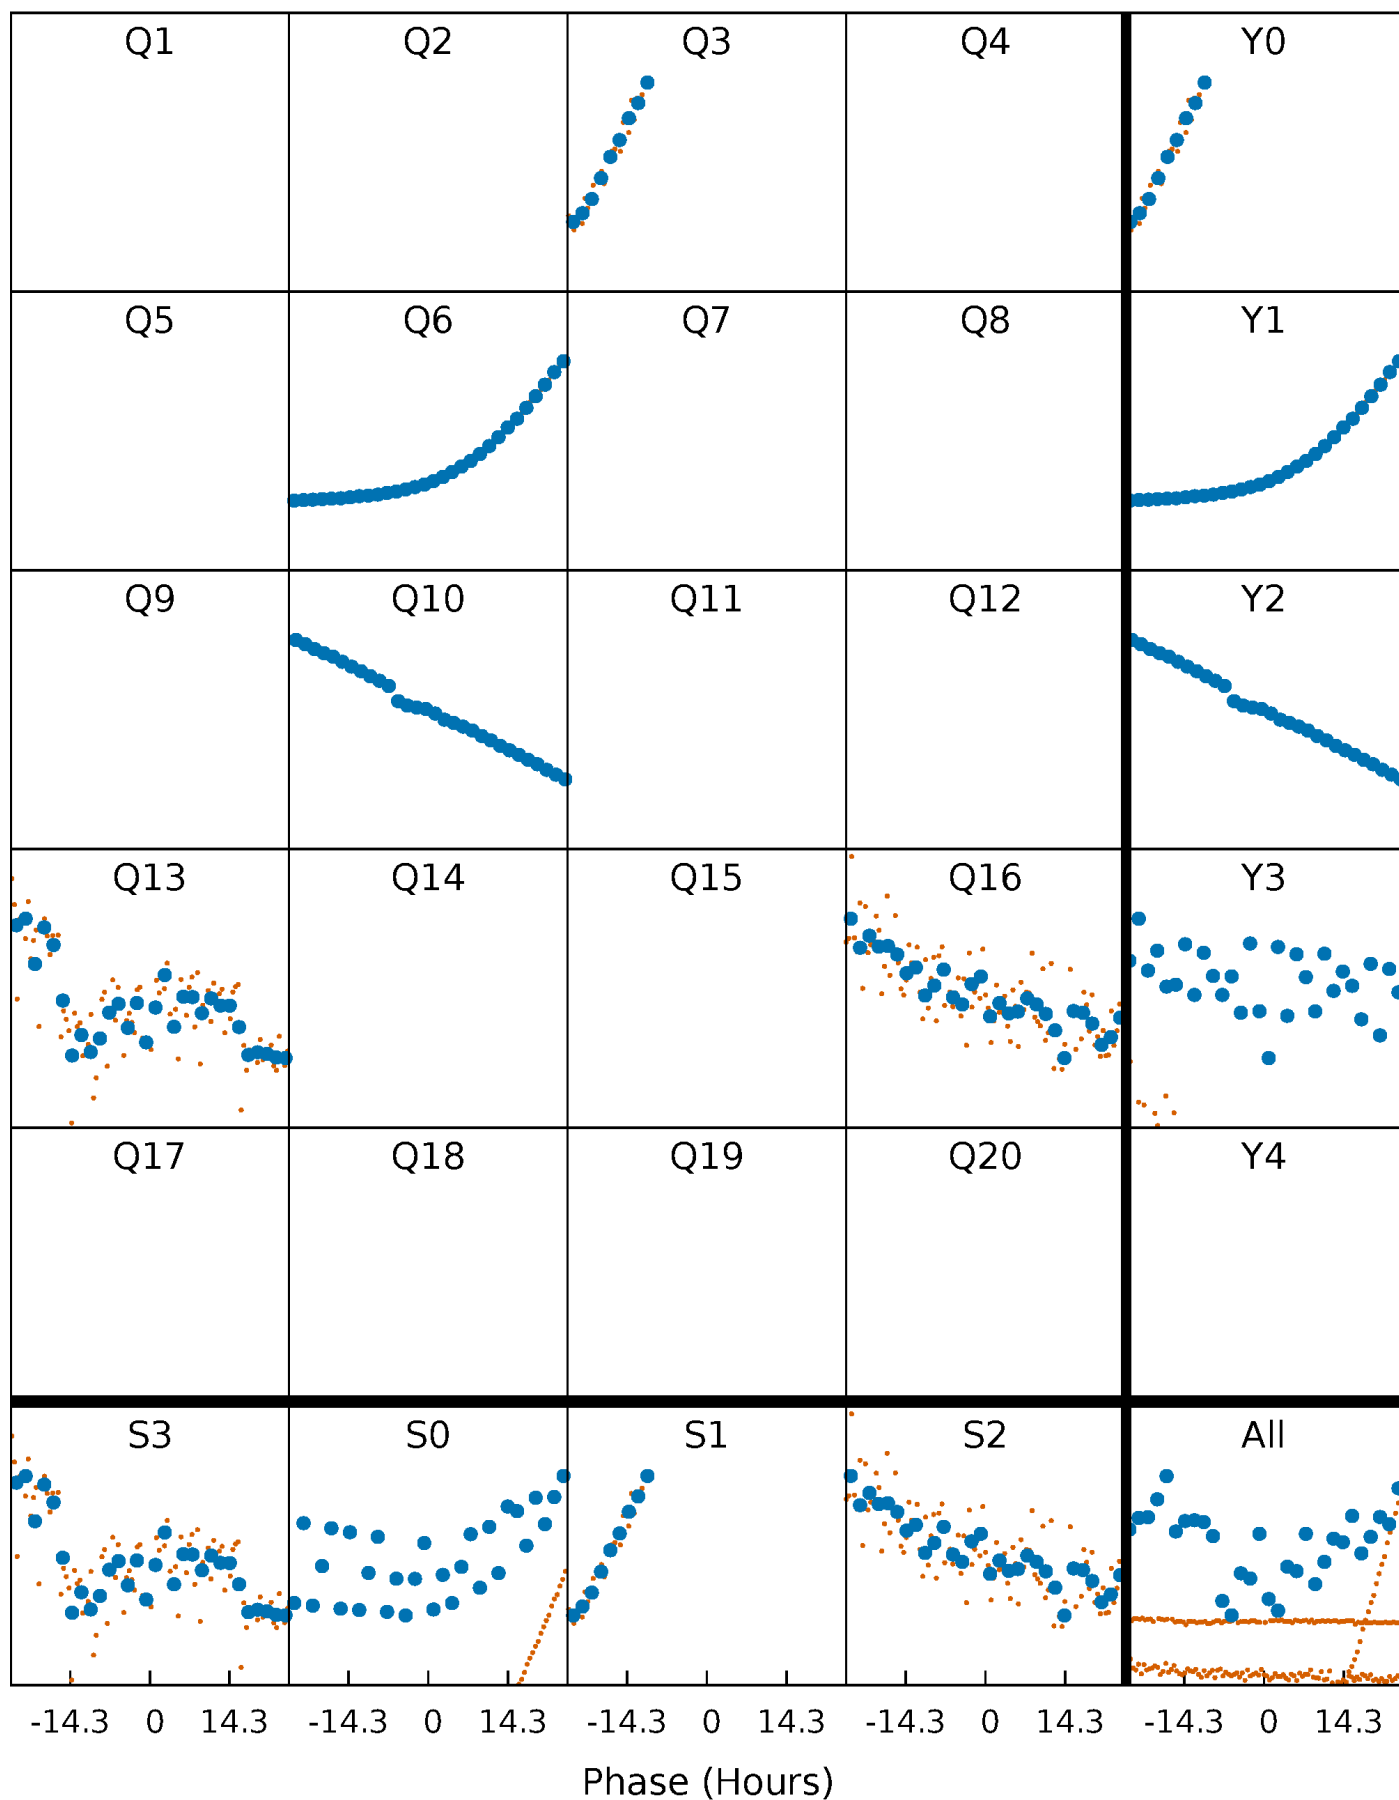 Q1 Q2 Q3 Q4 Y0
Q5 Q6 Q7 Q8 Y1
Q9 Q10 Q11 Q12 Y2
Q13 Q14 Q15 Q16 Y3
Q17 Q18 Q19 Q20 Y4
S3 S0 S1 S2 All
-14.3 0 14.3 -14.3 0 14.3 -14.3 0 14.3 -14.3 0 14.3 -14.3 0 14.3
Phase (Hours)